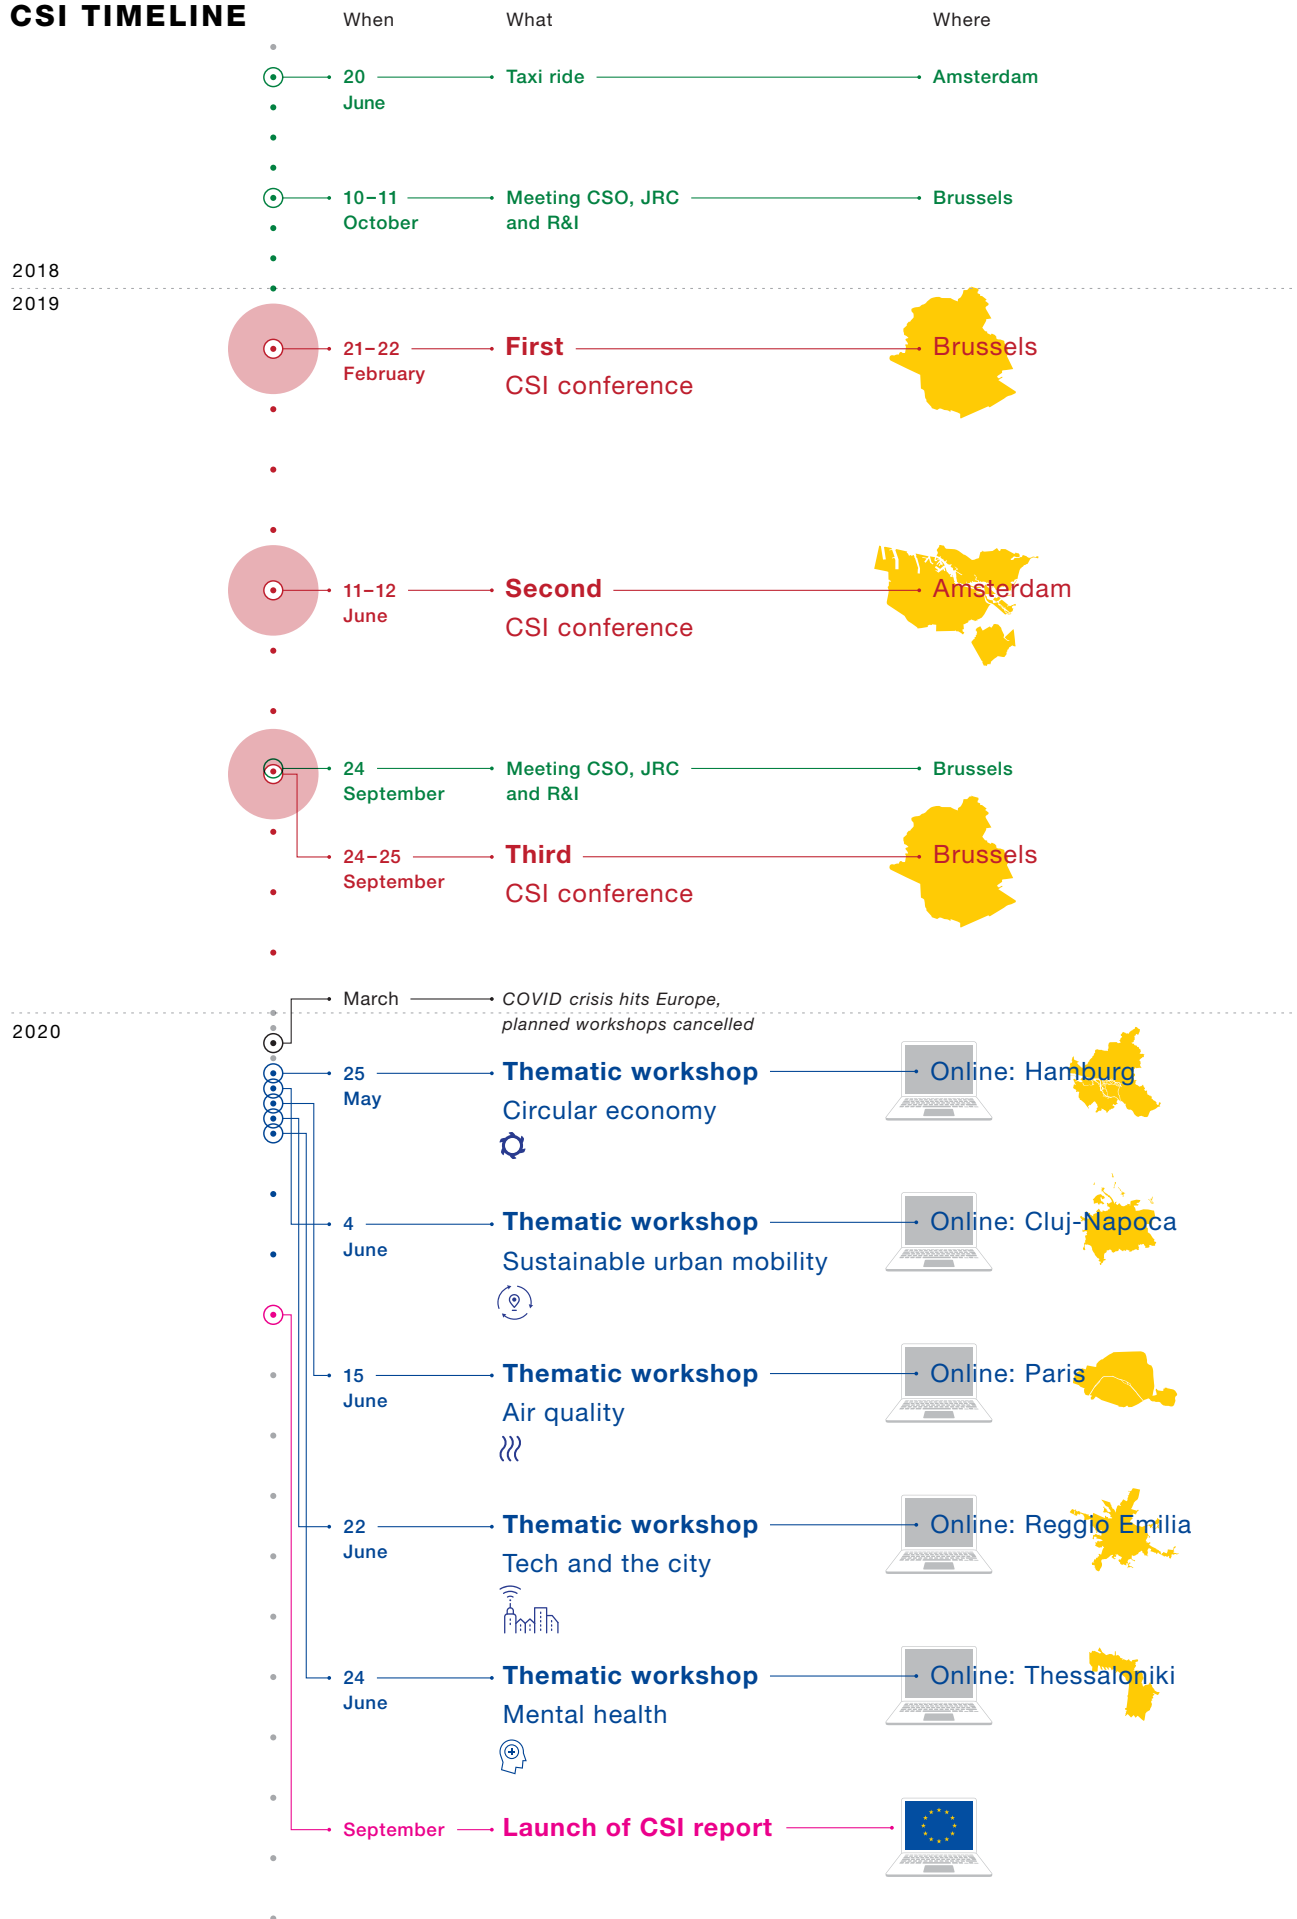 CSI TIMELINE
When What Where
20 Taxi ride Amsterdam
June
10–11 Meeting CSO, JRC Brussels
October and R&I
2018
2019
21–22 First Brussels
February CSI conference
11–12 Second Amsterdam
June CSI conference
24 Meeting CSO, JRC Brussels
September and R&I
24–25 Third Brussels
September CSI conference
March COVID crisis hits Europe,
planned workshops cancelled
2020
25 Thematic workshop Online: Hamburg
May Circular economy
4 Thematic workshop Online: Cluj-Napoca
June Sustainable urban mobility
15 Thematic workshop Online: Paris
June Air quality
22 Thematic workshop Online: Reggio Emilia
June Tech and the city
24 Thematic workshop Online: Thessaloniki
June Mental health
September Launch of CSI report